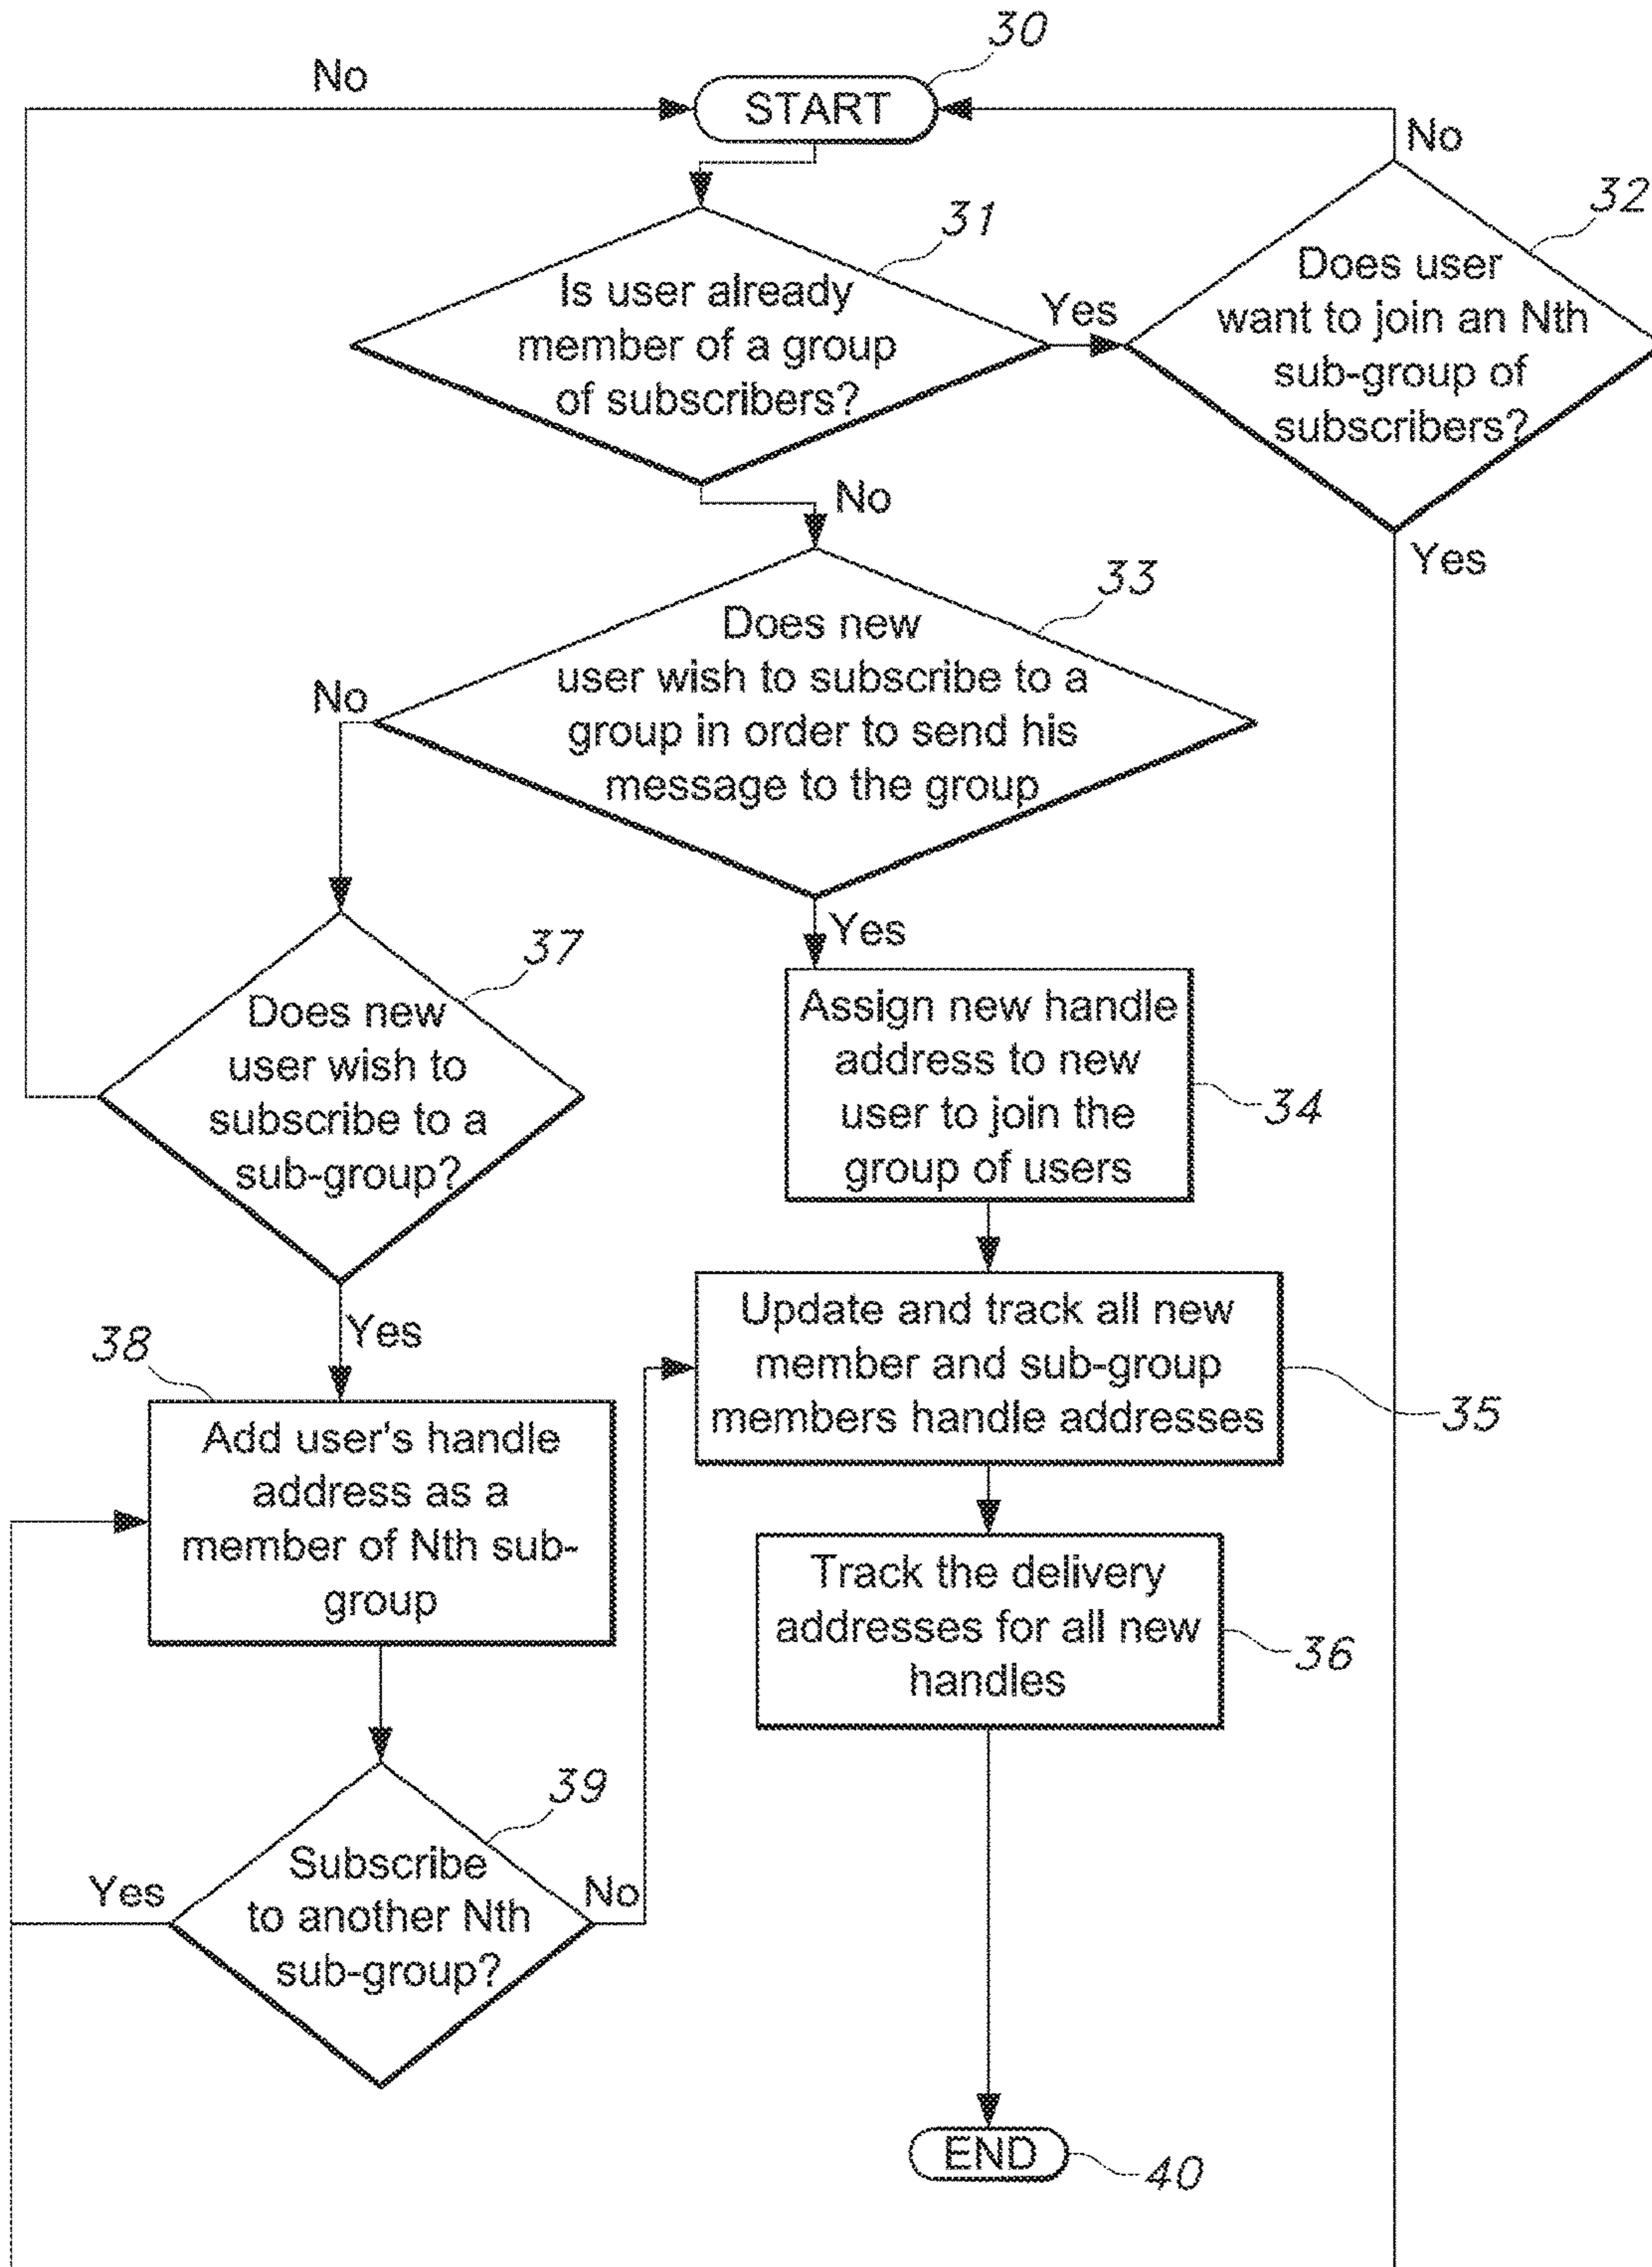 30
No
START
No
32
31
Does user
want to join an Nth
sub-group of
subscribers?
Is user already
member of a group
of subscribers?
Yes
No
Yes
33
Does new
user wish to subscribe to a
group in order to send his
message to the group
No
Yes
37
Does new
user wish to
subscribe to a
sub-group?
Assign new handle
address to new
user to join the
group of users
34
Yes
Update and track all new
member and sub-group
members handle addresses
35
38
Add user's handle
address as a
member of Nth sub-
group
Track the delivery
addresses for all new
handles
36
39
Subscribe
to another Nth
sub-group?
Yes
No
END
40